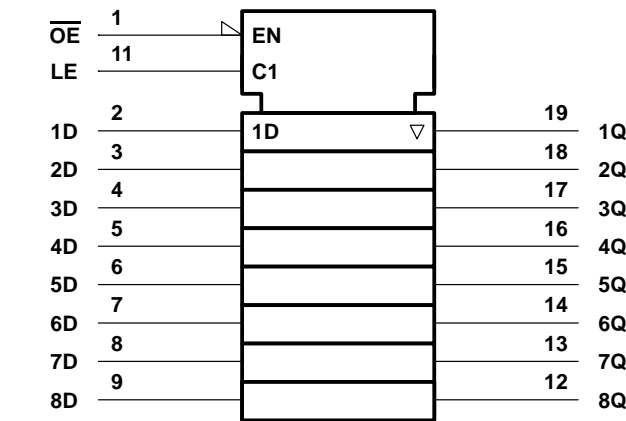 OE 1 EN
LE 11 C1
1D 2 1D ▽ 19 1Q
2D 3 18 2Q
3D 4 17 3Q
4D 5 16 4Q
5D 6 15 5Q
6D 7 14 6Q
7D 8 13 7Q
8D 9 12 8Q